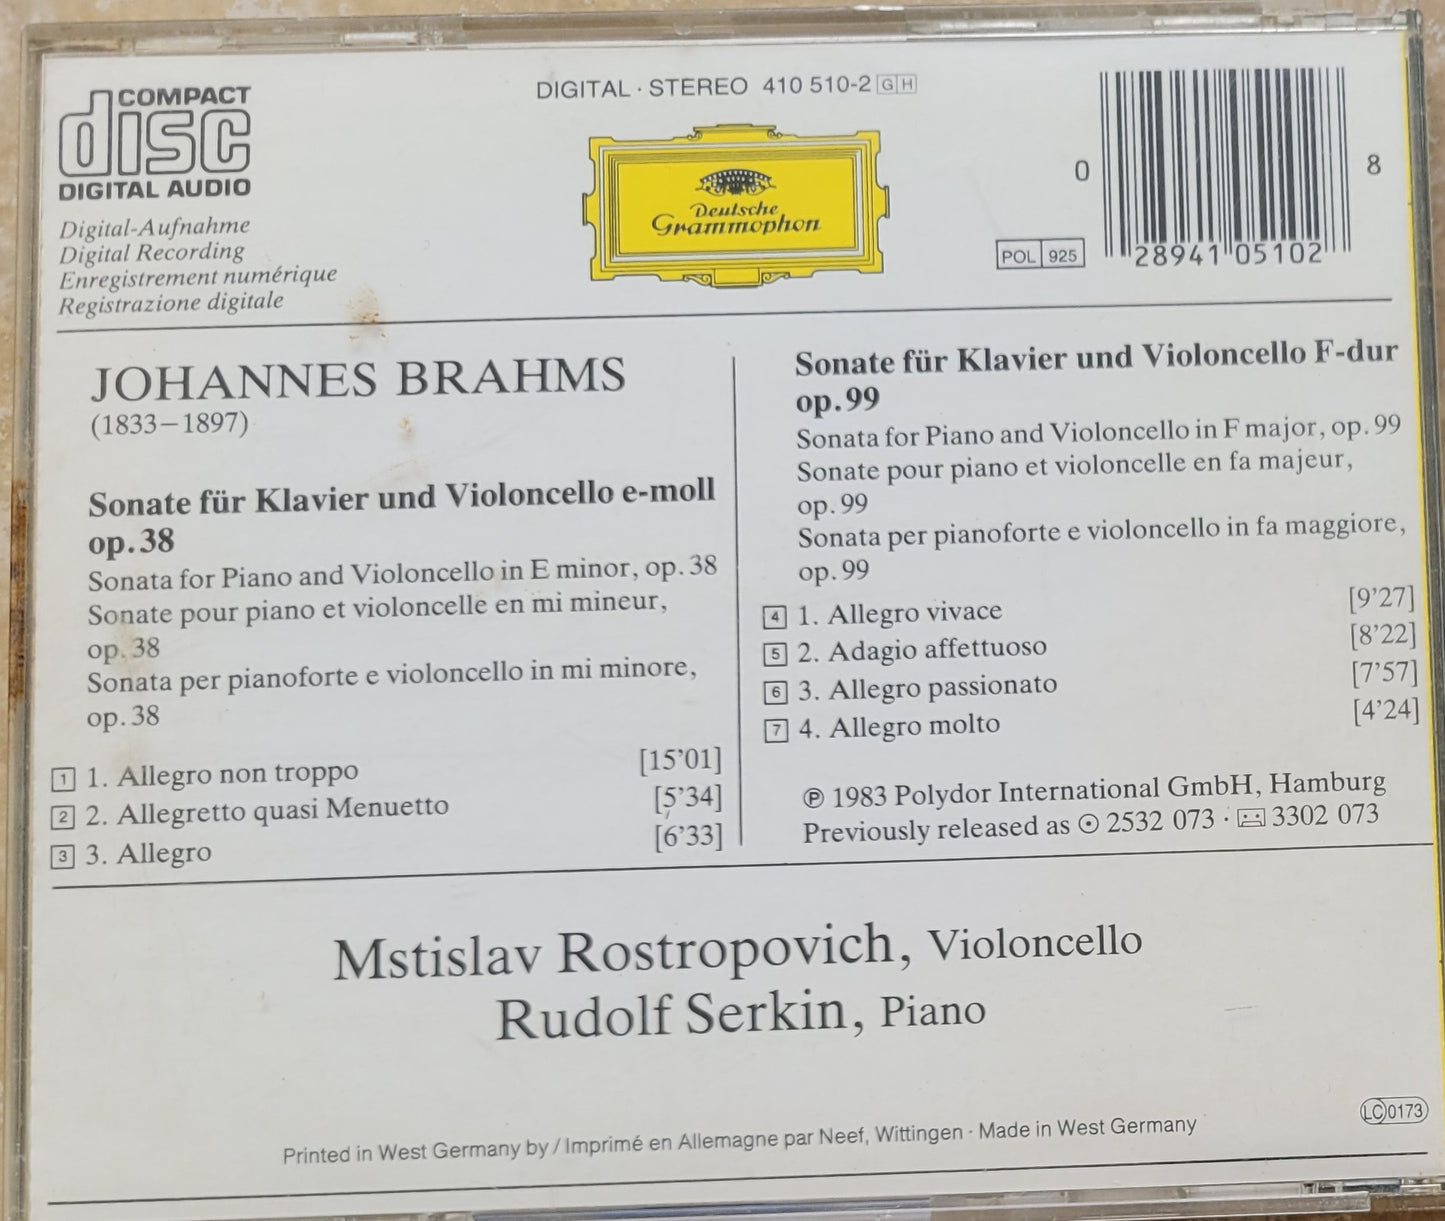 COMPACT
disc
DIGITAL AUDIO
Digital-Aufnahme
Digital Recording
Enregistrement numérique
Registrazione digitale
DIGITAL · STEREO 410 510-2 GH
Deutsche
Grammophon
POL 925
0 28941 05102 8
JOHANNES BRAHMS
(1833–1897)
Sonate für Klavier und Violoncello e-moll
op. 38
Sonata for Piano and Violoncello in E minor, op. 38
Sonate pour piano et violoncelle en mi mineur,
op. 38
Sonata per pianoforte e violoncello in mi minore,
op. 38
1 1. Allegro non troppo [15’01]
2 2. Allegretto quasi Menuetto [5’34]
3 3. Allegro [6’33]
Sonate für Klavier und Violoncello F-dur
op. 99
Sonata for Piano and Violoncello in F major, op. 99
Sonate pour piano et violoncelle en fa majeur,
op. 99
Sonata per pianoforte e violoncello in fa maggiore,
op. 99
4 1. Allegro vivace [9’27]
5 2. Adagio affettuoso [8’22]
6 3. Allegro passionato [7’57]
7 4. Allegro molto [4’24]
℗ 1983 Polydor International GmbH, Hamburg
Previously released as 2532 073 · 3302 073
Mstislav Rostropovich, Violoncello
Rudolf Serkin, Piano
LC 0173
Printed in West Germany by / Imprimé en Allemagne par Neef, Wittingen · Made in West Germany